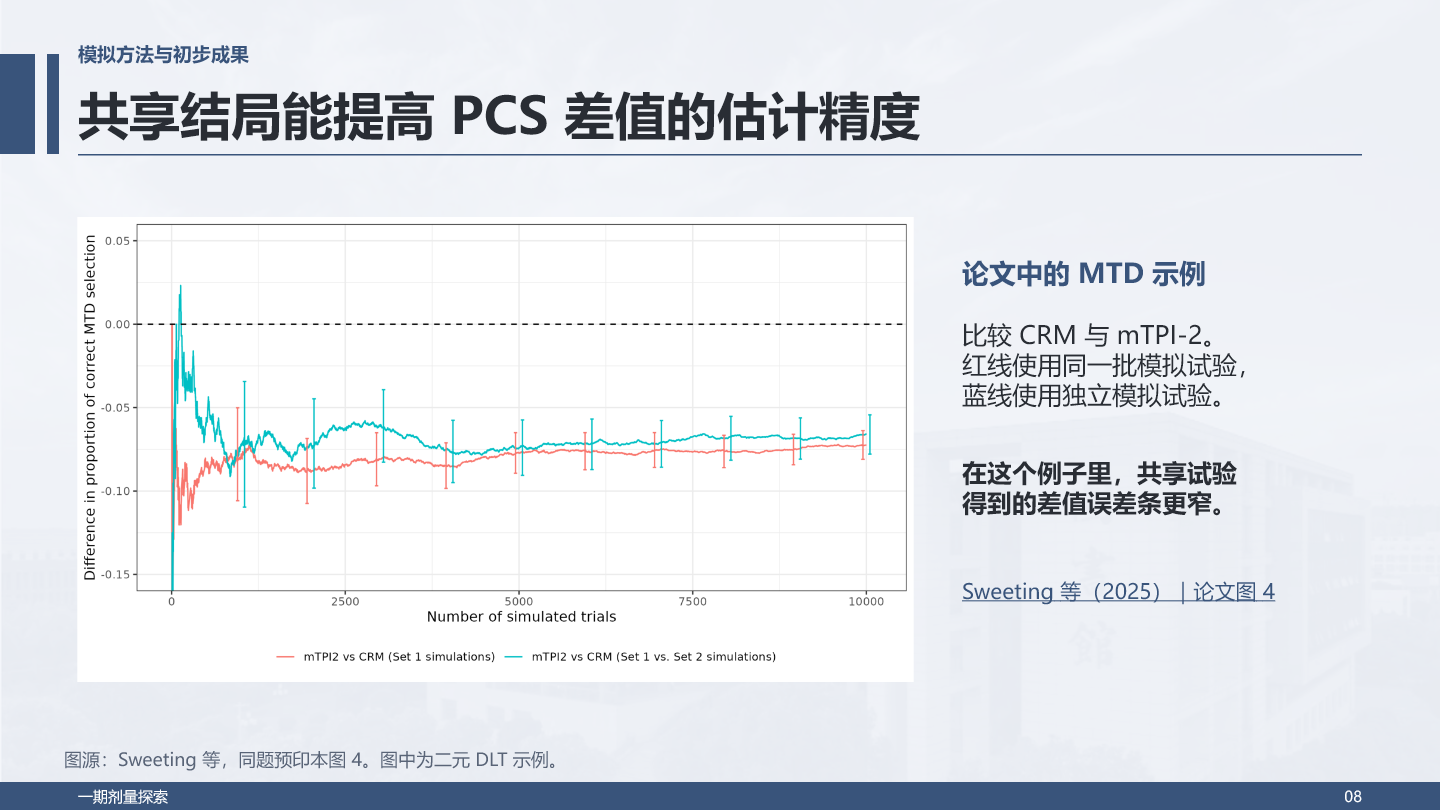 模拟方法与初步成果
共享结局能提高 PCS 差值的估计精度
Difference in proportion of correct MTD selection
0.05
0.00
-0.05
-0.10
-0.15
0
2500
5000
7500
10000
Number of simulated trials
mTPI2 vs CRM (Set 1 simulations)
mTPI2 vs CRM (Set 1 vs. Set 2 simulations)
论文中的 MTD 示例
比较 CRM 与 mTPI-2。
红线使用同一批模拟试验，
蓝线使用独立模拟试验。
在这个例子里，共享试验
得到的差值误差条更窄。
Sweeting 等（2025）｜论文图 4
图源：Sweeting 等，同题预印本图 4。图中为二元 DLT 示例。
一期剂量探索
08